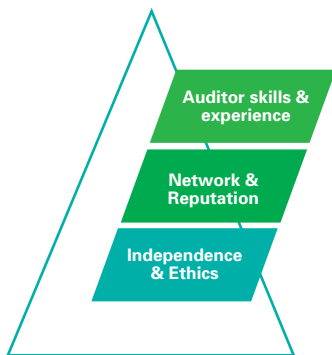 Auditor skills &
experience
Network &
Reputation
Independence
& Ethics